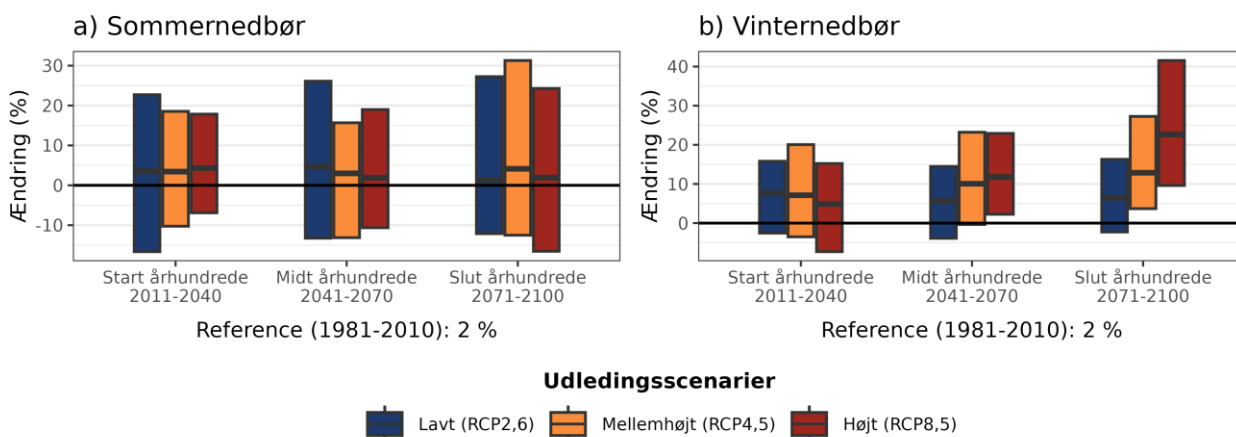 a) Sommernedbør
Ændring (%)
30
20
10
0
-10
Start århundrede
2011-2040
Midt århundrede
2041-2070
Slut århundrede
2071-2100
Reference (1981-2010): 2 %
b) Vinternedbør
Ændring (%)
40
30
20
10
0
Start århundrede
2011-2040
Midt århundrede
2041-2070
Slut århundrede
2071-2100
Reference (1981-2010): 2 %
Udledingsscenarier
Lavt (RCP2,6)
Mellemhøjt (RCP4,5)
Højt (RCP8,5)